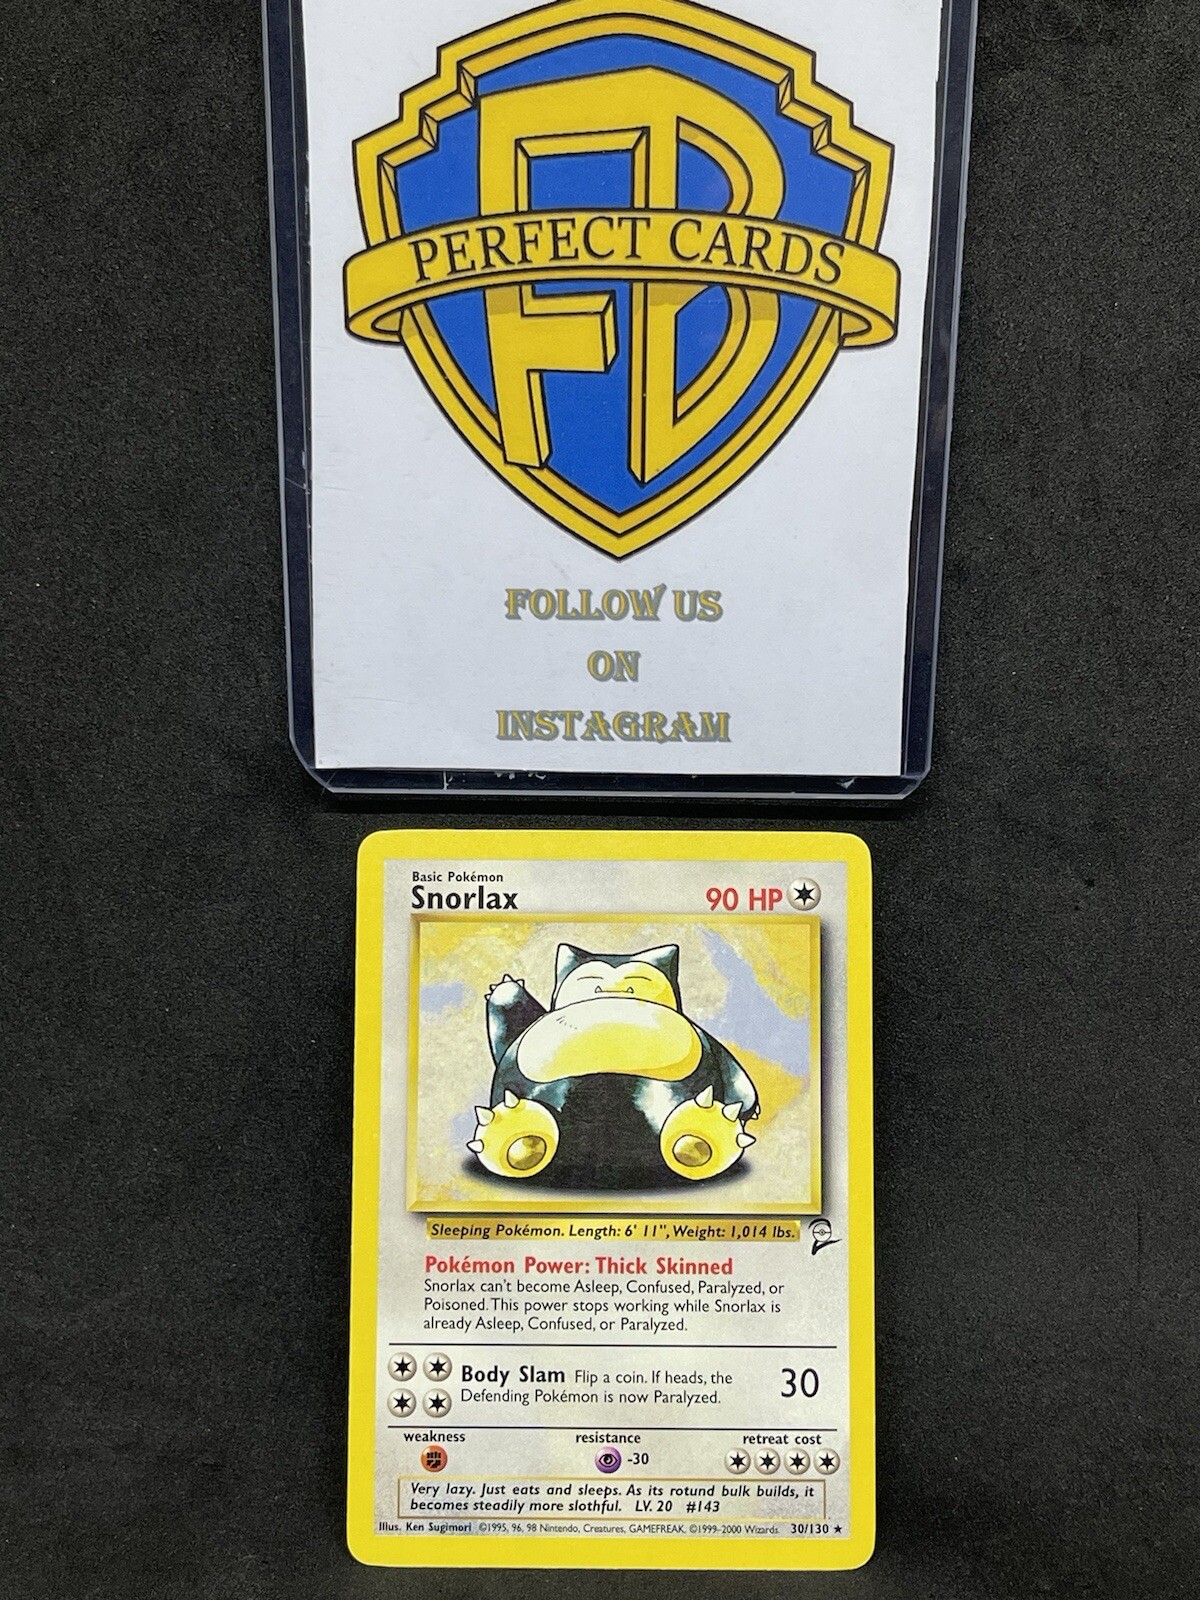 FB
PERFECT CARDS
FOLLOW US
ON
INSTAGRAM
Basic Pokémon
Snorlax
90 HP
Sleeping Pokémon. Length: 6' 11", Weight: 1,014 lbs.
Pokémon Power: Thick Skinned
Snorlax can't become Asleep, Confused, Paralyzed, or
Poisoned. This power stops working while Snorlax is
already Asleep, Confused, or Paralyzed.
Body Slam Flip a coin. If heads, the
Defending Pokémon is now Paralyzed.
30
weakness
resistance
-30
retreat cost
Very lazy. Just eats and sleeps. As its rotund bulk builds, it
becomes steadily more slothful. LV. 20 #143
Illus. Ken Sugimori ©1995, 96, 98 Nintendo, Creatures, GAMEFREAK. ©1999-2000 Wizards. 30/130 ★